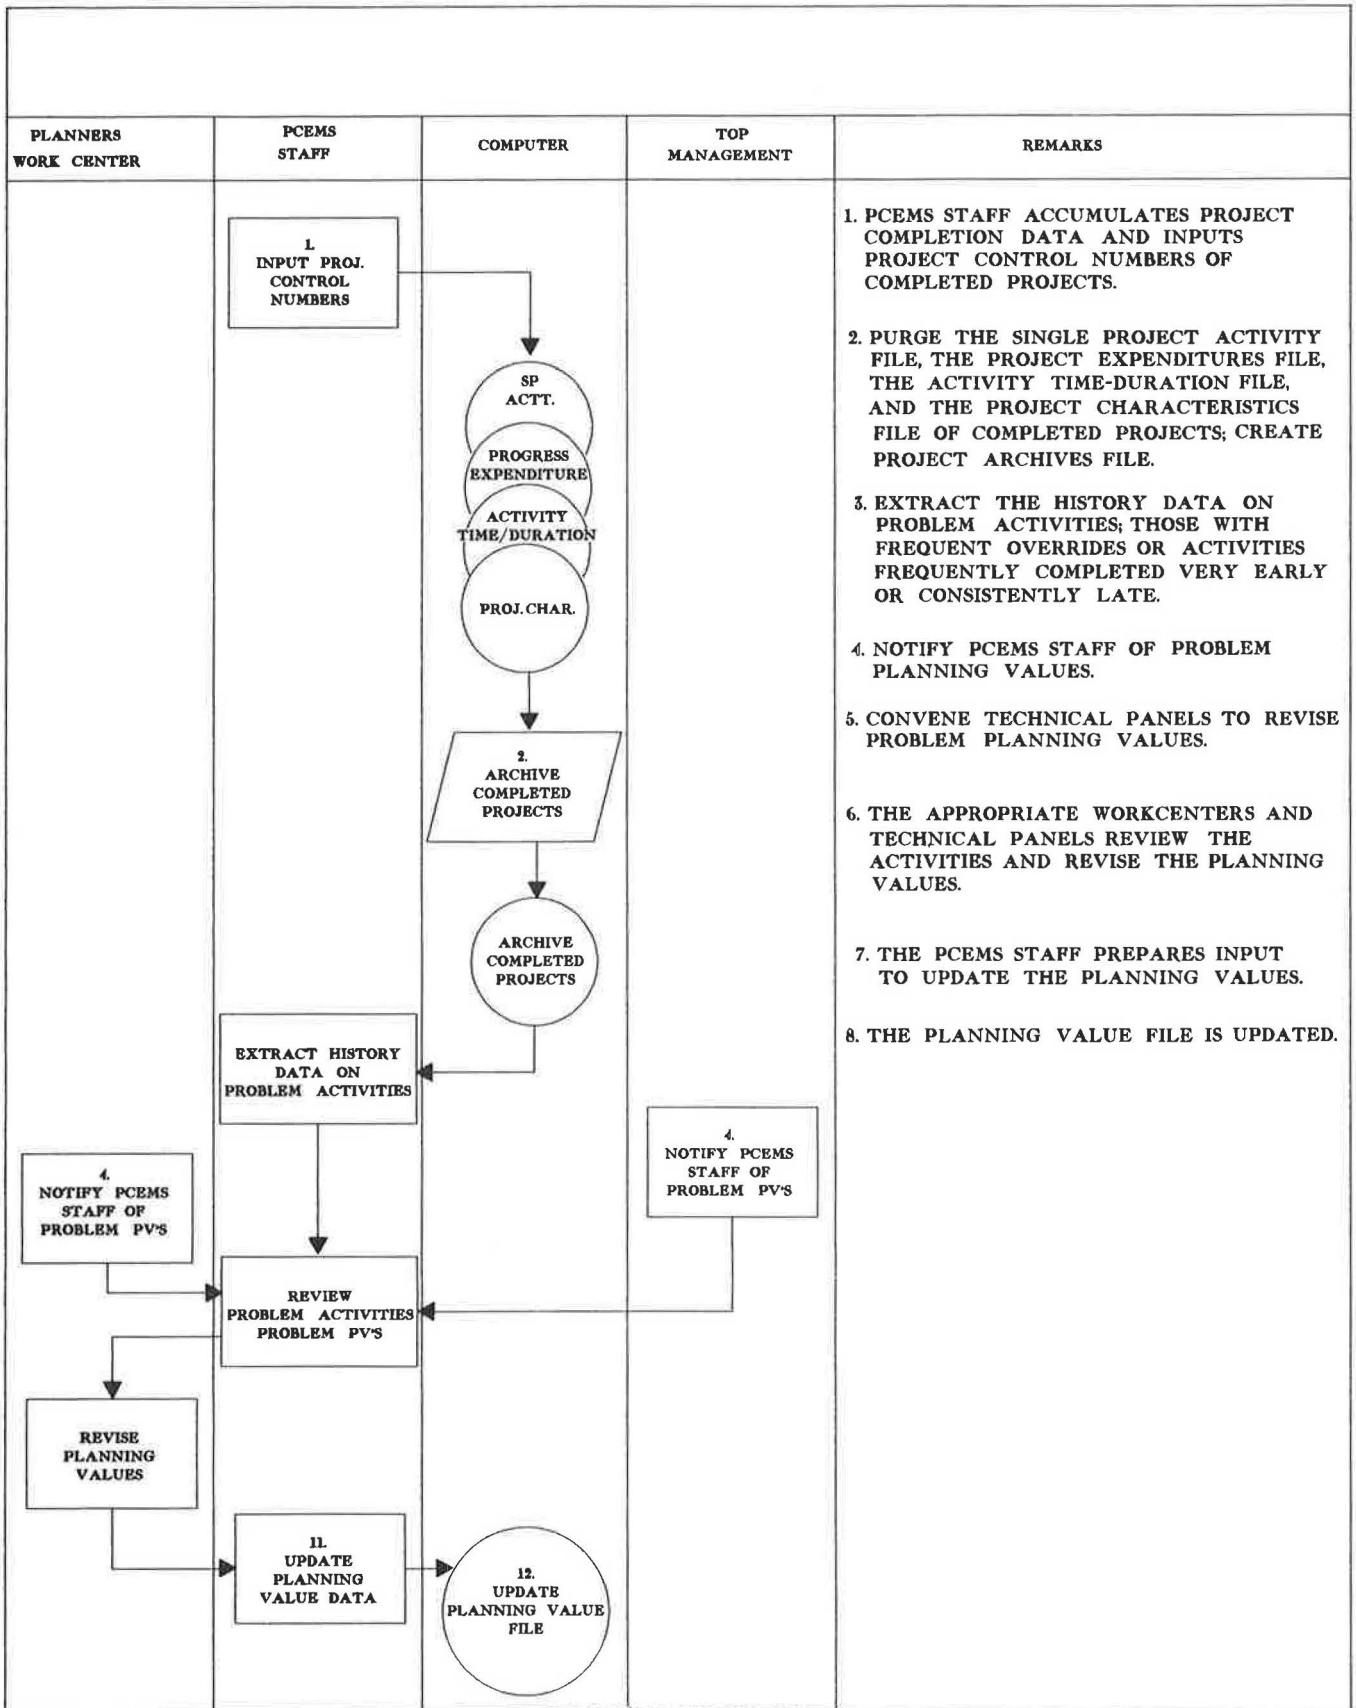 PLANNERS
WORK CENTER
PCEMS
STAFF
COMPUTER
TOP
MANAGEMENT
REMARKS
1.
INPUT PROJ.
CONTROL
NUMBERS
SP
ACTT.
PROGRESS
EXPENDITURE
ACTIVITY
TIME/DURATION
PROJ.CHAR.
2.
ARCHIVE
COMPLETED
PROJECTS
ARCHIVE
COMPLETED
PROJECTS
EXTRACT HISTORY
DATA ON
PROBLEM ACTIVITIES
4.
NOTIFY PCEMS
STAFF OF
PROBLEM PV'S
4.
NOTIFY PCEMS
STAFF OF
PROBLEM PV'S
REVIEW
PROBLEM ACTIVITIES
PROBLEM PV'S
REVISE
PLANNING
VALUES
11.
UPDATE
PLANNING
VALUE DATA
12.
UPDATE
PLANNING VALUE
FILE
1. PCEMS STAFF ACCUMULATES PROJECT
COMPLETION DATA AND INPUTS
PROJECT CONTROL NUMBERS OF
COMPLETED PROJECTS.
2. PURGE THE SINGLE PROJECT ACTIVITY
FILE, THE PROJECT EXPENDITURES FILE,
THE ACTIVITY TIME-DURATION FILE,
AND THE PROJECT CHARACTERISTICS
FILE OF COMPLETED PROJECTS; CREATE
PROJECT ARCHIVES FILE.
3. EXTRACT THE HISTORY DATA ON
PROBLEM ACTIVITIES; THOSE WITH
FREQUENT OVERRIDES OR ACTIVITIES
FREQUENTLY COMPLETED VERY EARLY
OR CONSISTENTLY LATE.
4. NOTIFY PCEMS STAFF OF PROBLEM
PLANNING VALUES.
5. CONVENE TECHNICAL PANELS TO REVISE
PROBLEM PLANNING VALUES.
6. THE APPROPRIATE WORKCENTERS AND
TECHNICAL PANELS REVIEW THE
ACTIVITIES AND REVISE THE PLANNING
VALUES.
7. THE PCEMS STAFF PREPARES INPUT
TO UPDATE THE PLANNING VALUES.
8. THE PLANNING VALUE FILE IS UPDATED.